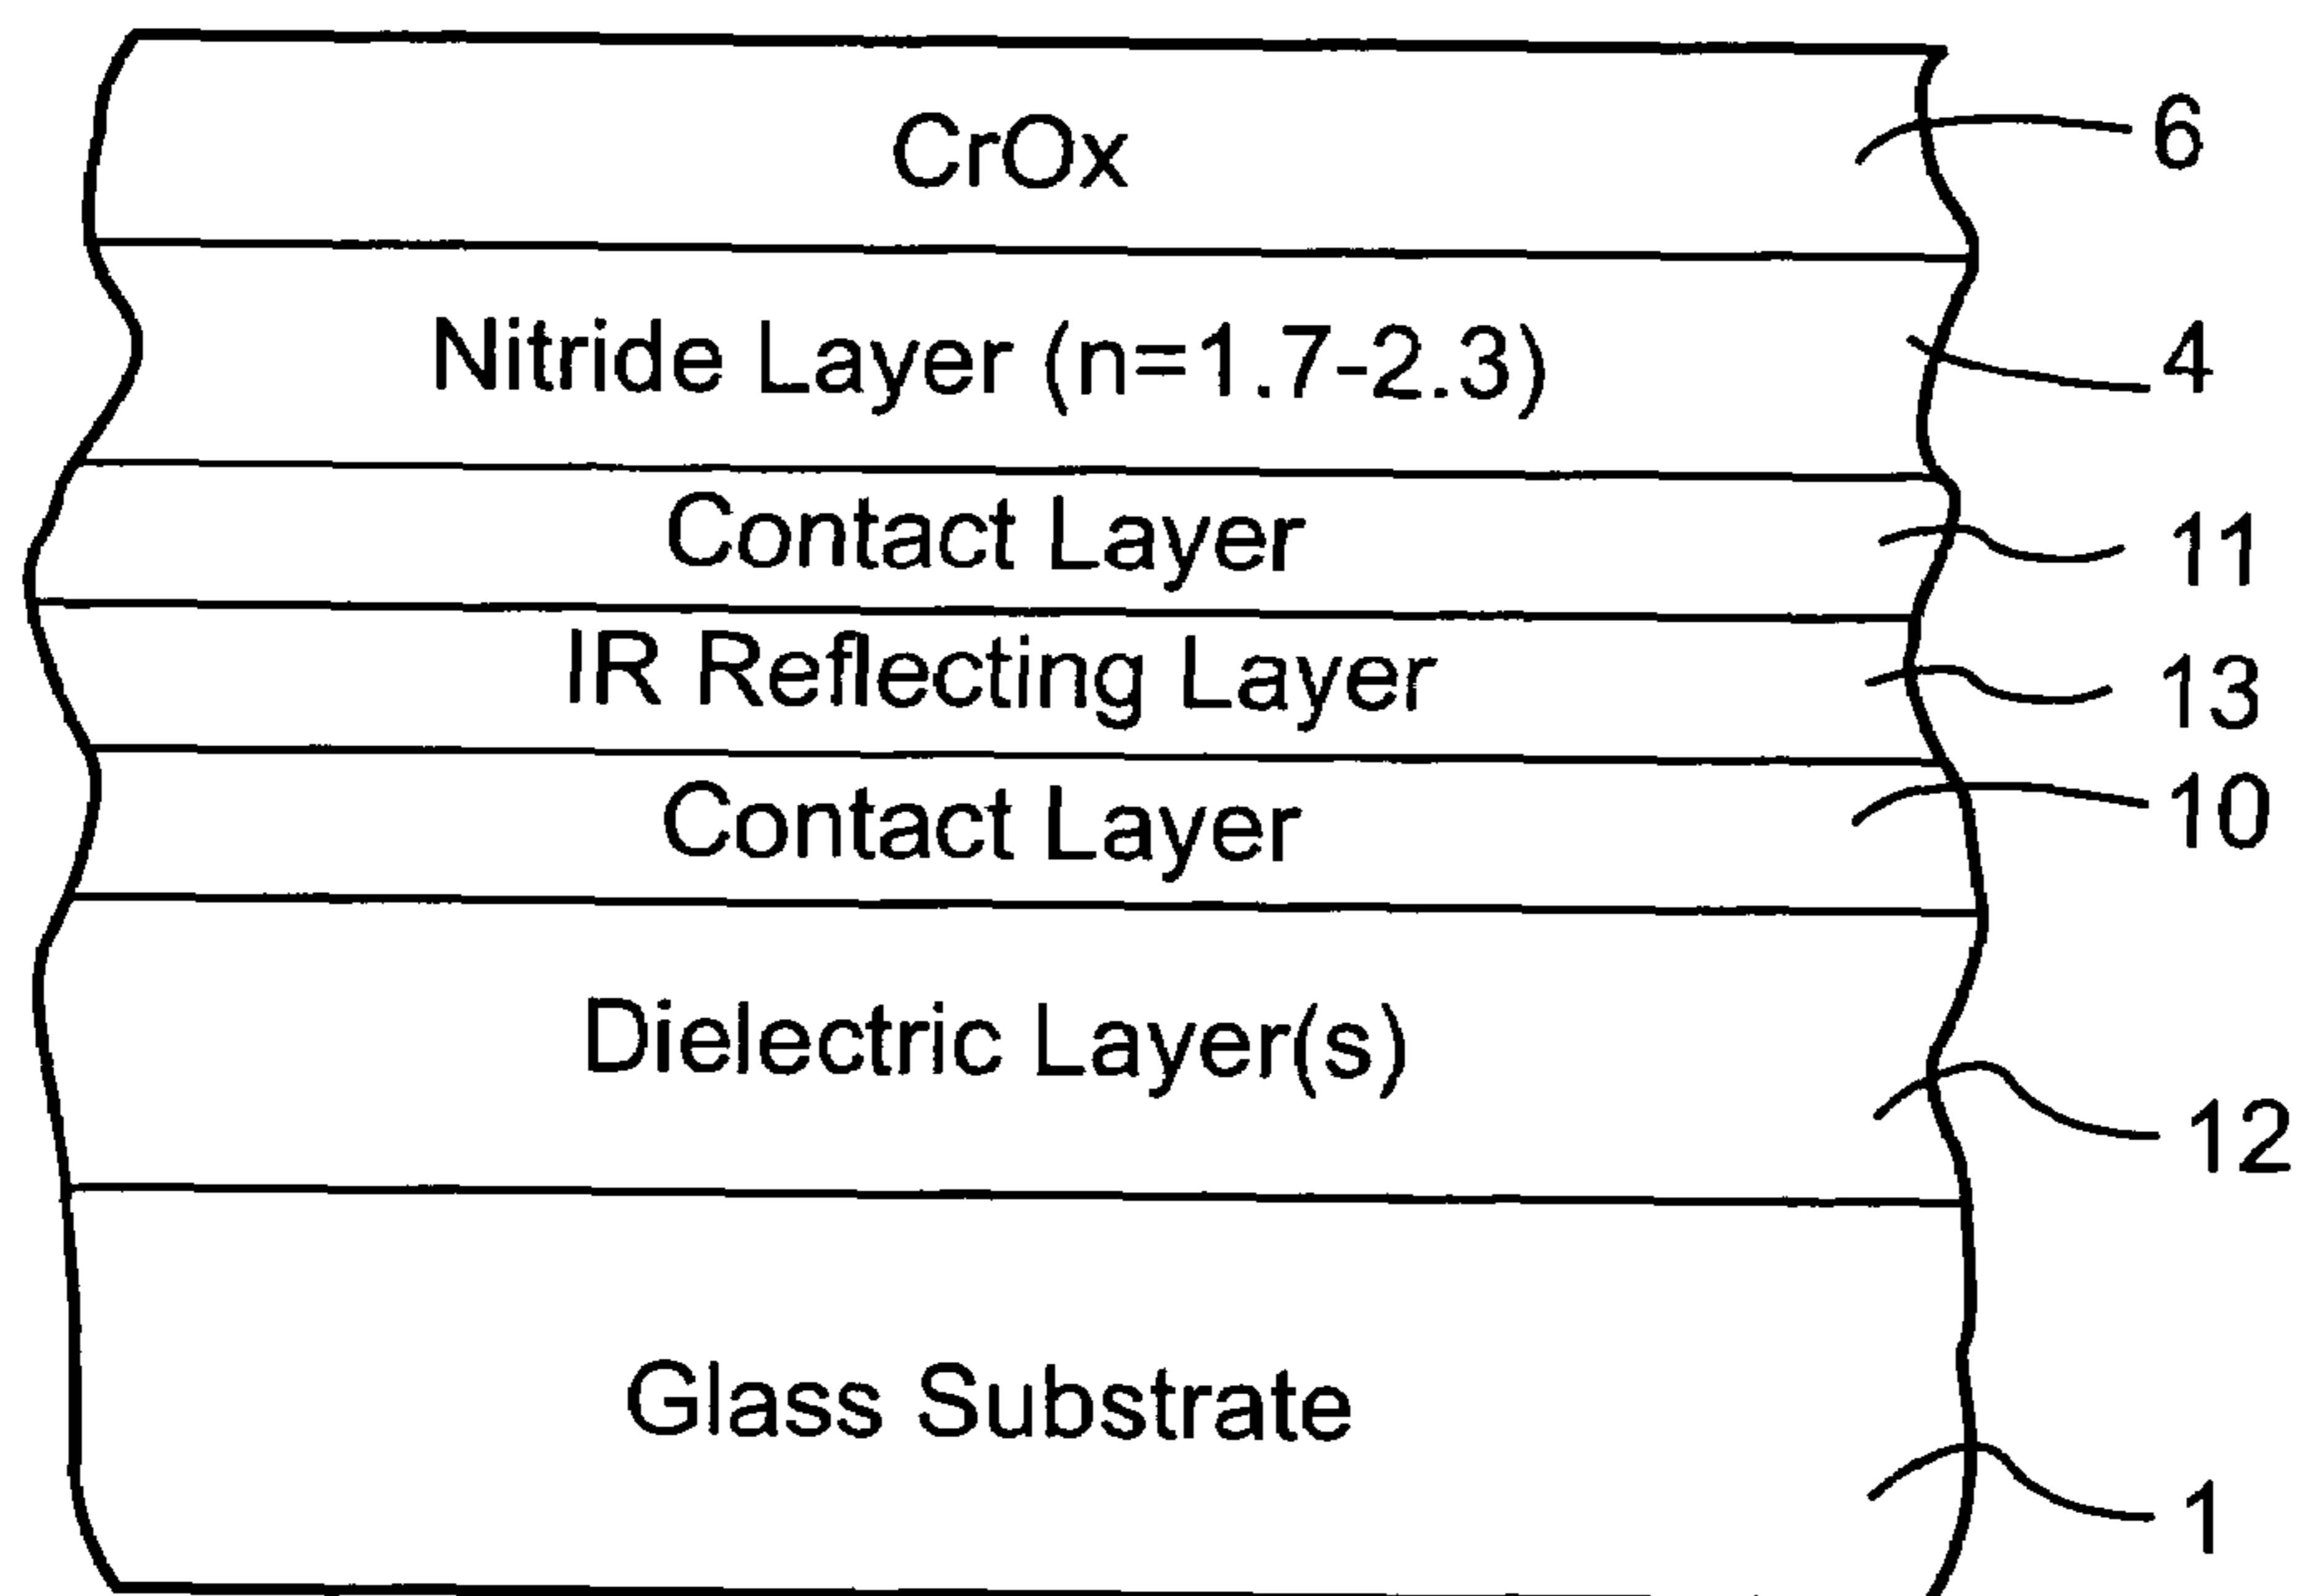 CrOx
6
Nitride Layer (n=1.7-2.3)
4
Contact Layer
11
IR Reflecting Layer
13
Contact Layer
10
Dielectric Layer(s)
12
Glass Substrate
1